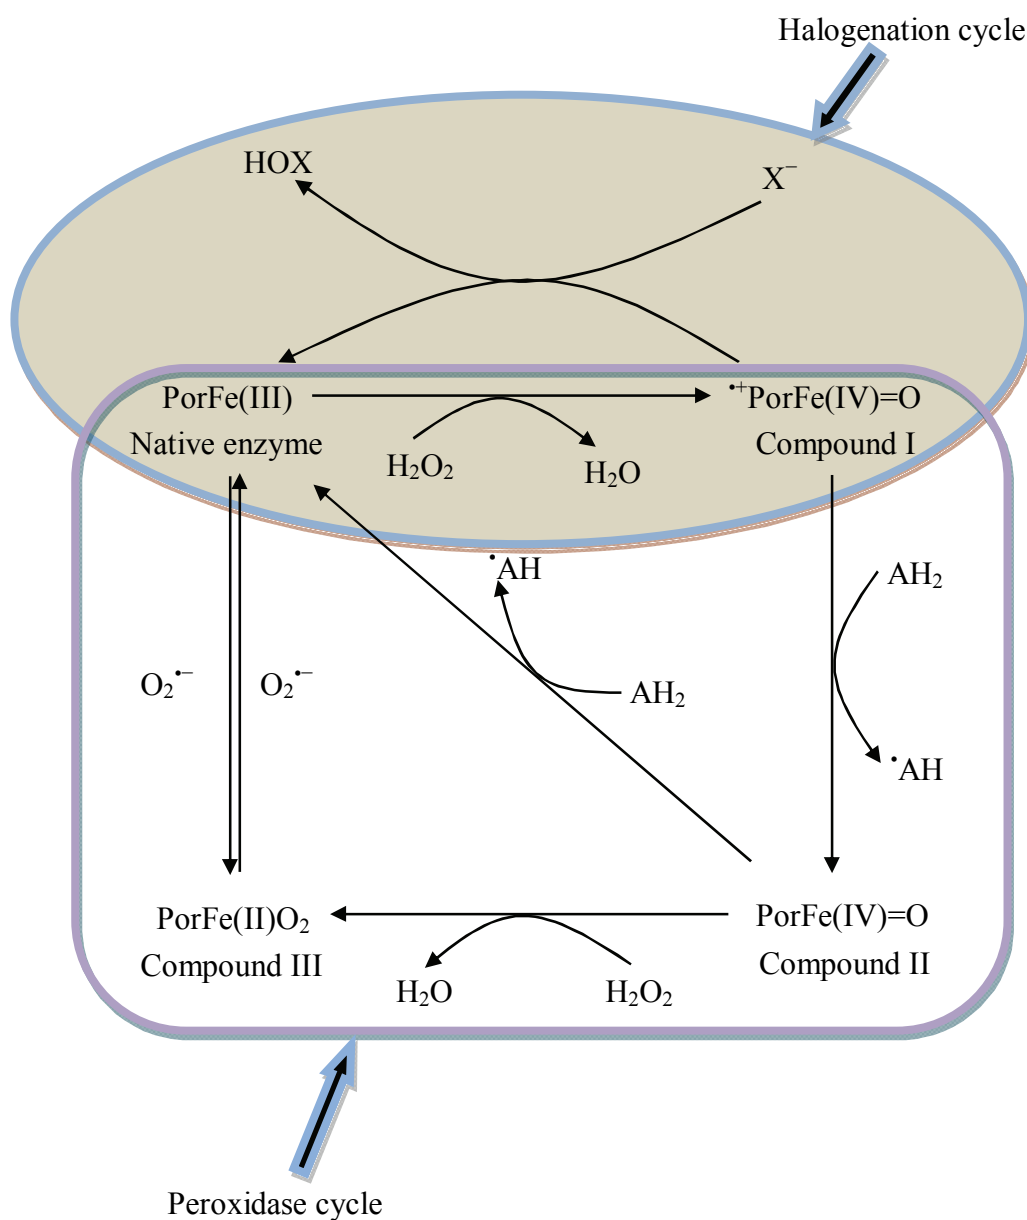 Halogenation cycle
HOX
X⁻
PorFe(III)
•⁺PorFe(IV)=O
Native enzyme
Compound I
H₂O₂
H₂O
•AH
AH₂
O₂•⁻
O₂•⁻
AH₂
•AH
PorFe(II)O₂
PorFe(IV)=O
Compound III
Compound II
H₂O
H₂O₂
Peroxidase cycle